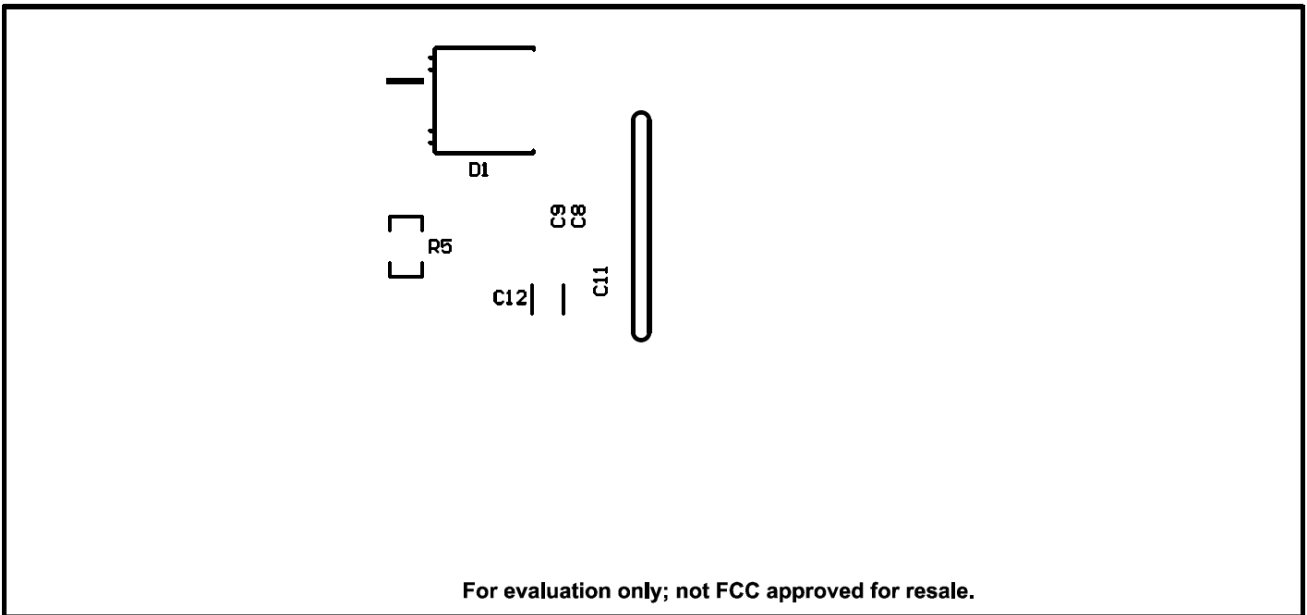 D1
C9
C8
R5
C11
C12
For evaluation only; not FCC approved for resale.